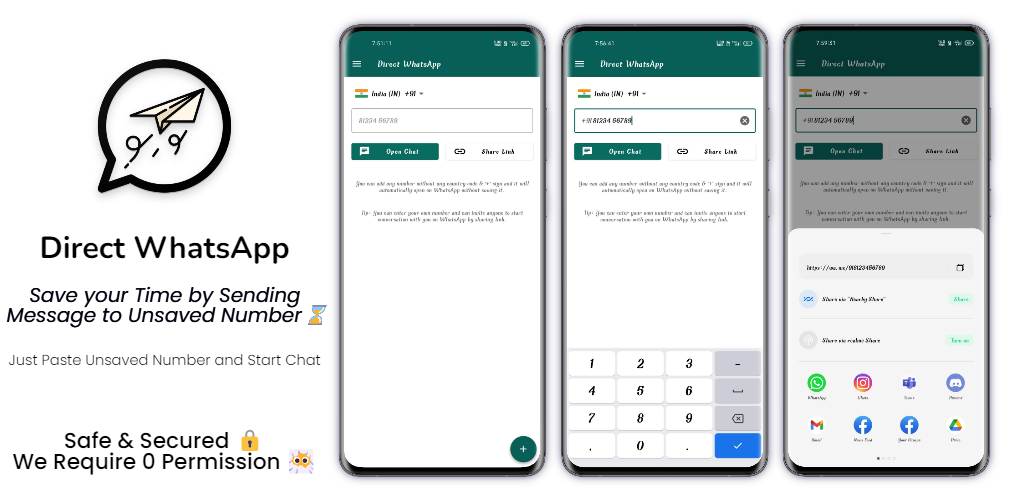 Direct WhatsApp
Save your Time by Sending
Message to Unsaved Number
Just Paste Unsaved Number and Start Chat
Safe & Secured
We Require 0 Permission
7:51:11
Direct WhatsApp
India (IN) +91
81234 56789
Open Chat
Share Link
You can add any number without any country code & '+' sign and it will
automatically open on WhatsApp without saving it.
Tip: You can enter your own number and can invite anyone to start
conversation with you on WhatsApp by sharing link.
+
7:56:41
Direct WhatsApp
India (IN) +91
+91 81234 56789
Open Chat
Share Link
You can add any number without any country code & '+' sign and it will
automatically open on WhatsApp without saving it.
Tip: You can enter your own number and can invite anyone to start
conversation with you on WhatsApp by sharing link.
1 2 3 -
4 5 6
7 8 9
, 0 .
7:59:31
Direct WhatsApp
India (IN) +91
+91 81234 56789
Open Chat
Share Link
You can add any number without any country code & '+' sign and it will
automatically open on WhatsApp without saving it.
Tip: You can enter your own number and can invite anyone to start
conversation with you on WhatsApp by sharing link.
https://wa.me/918123456789
Share via "Nearby Share"
Share
Share via realme Share
Turn on
WhatsApp
Chats
Teams
Discord
Gmail
News Feed
Your Groups
Drive